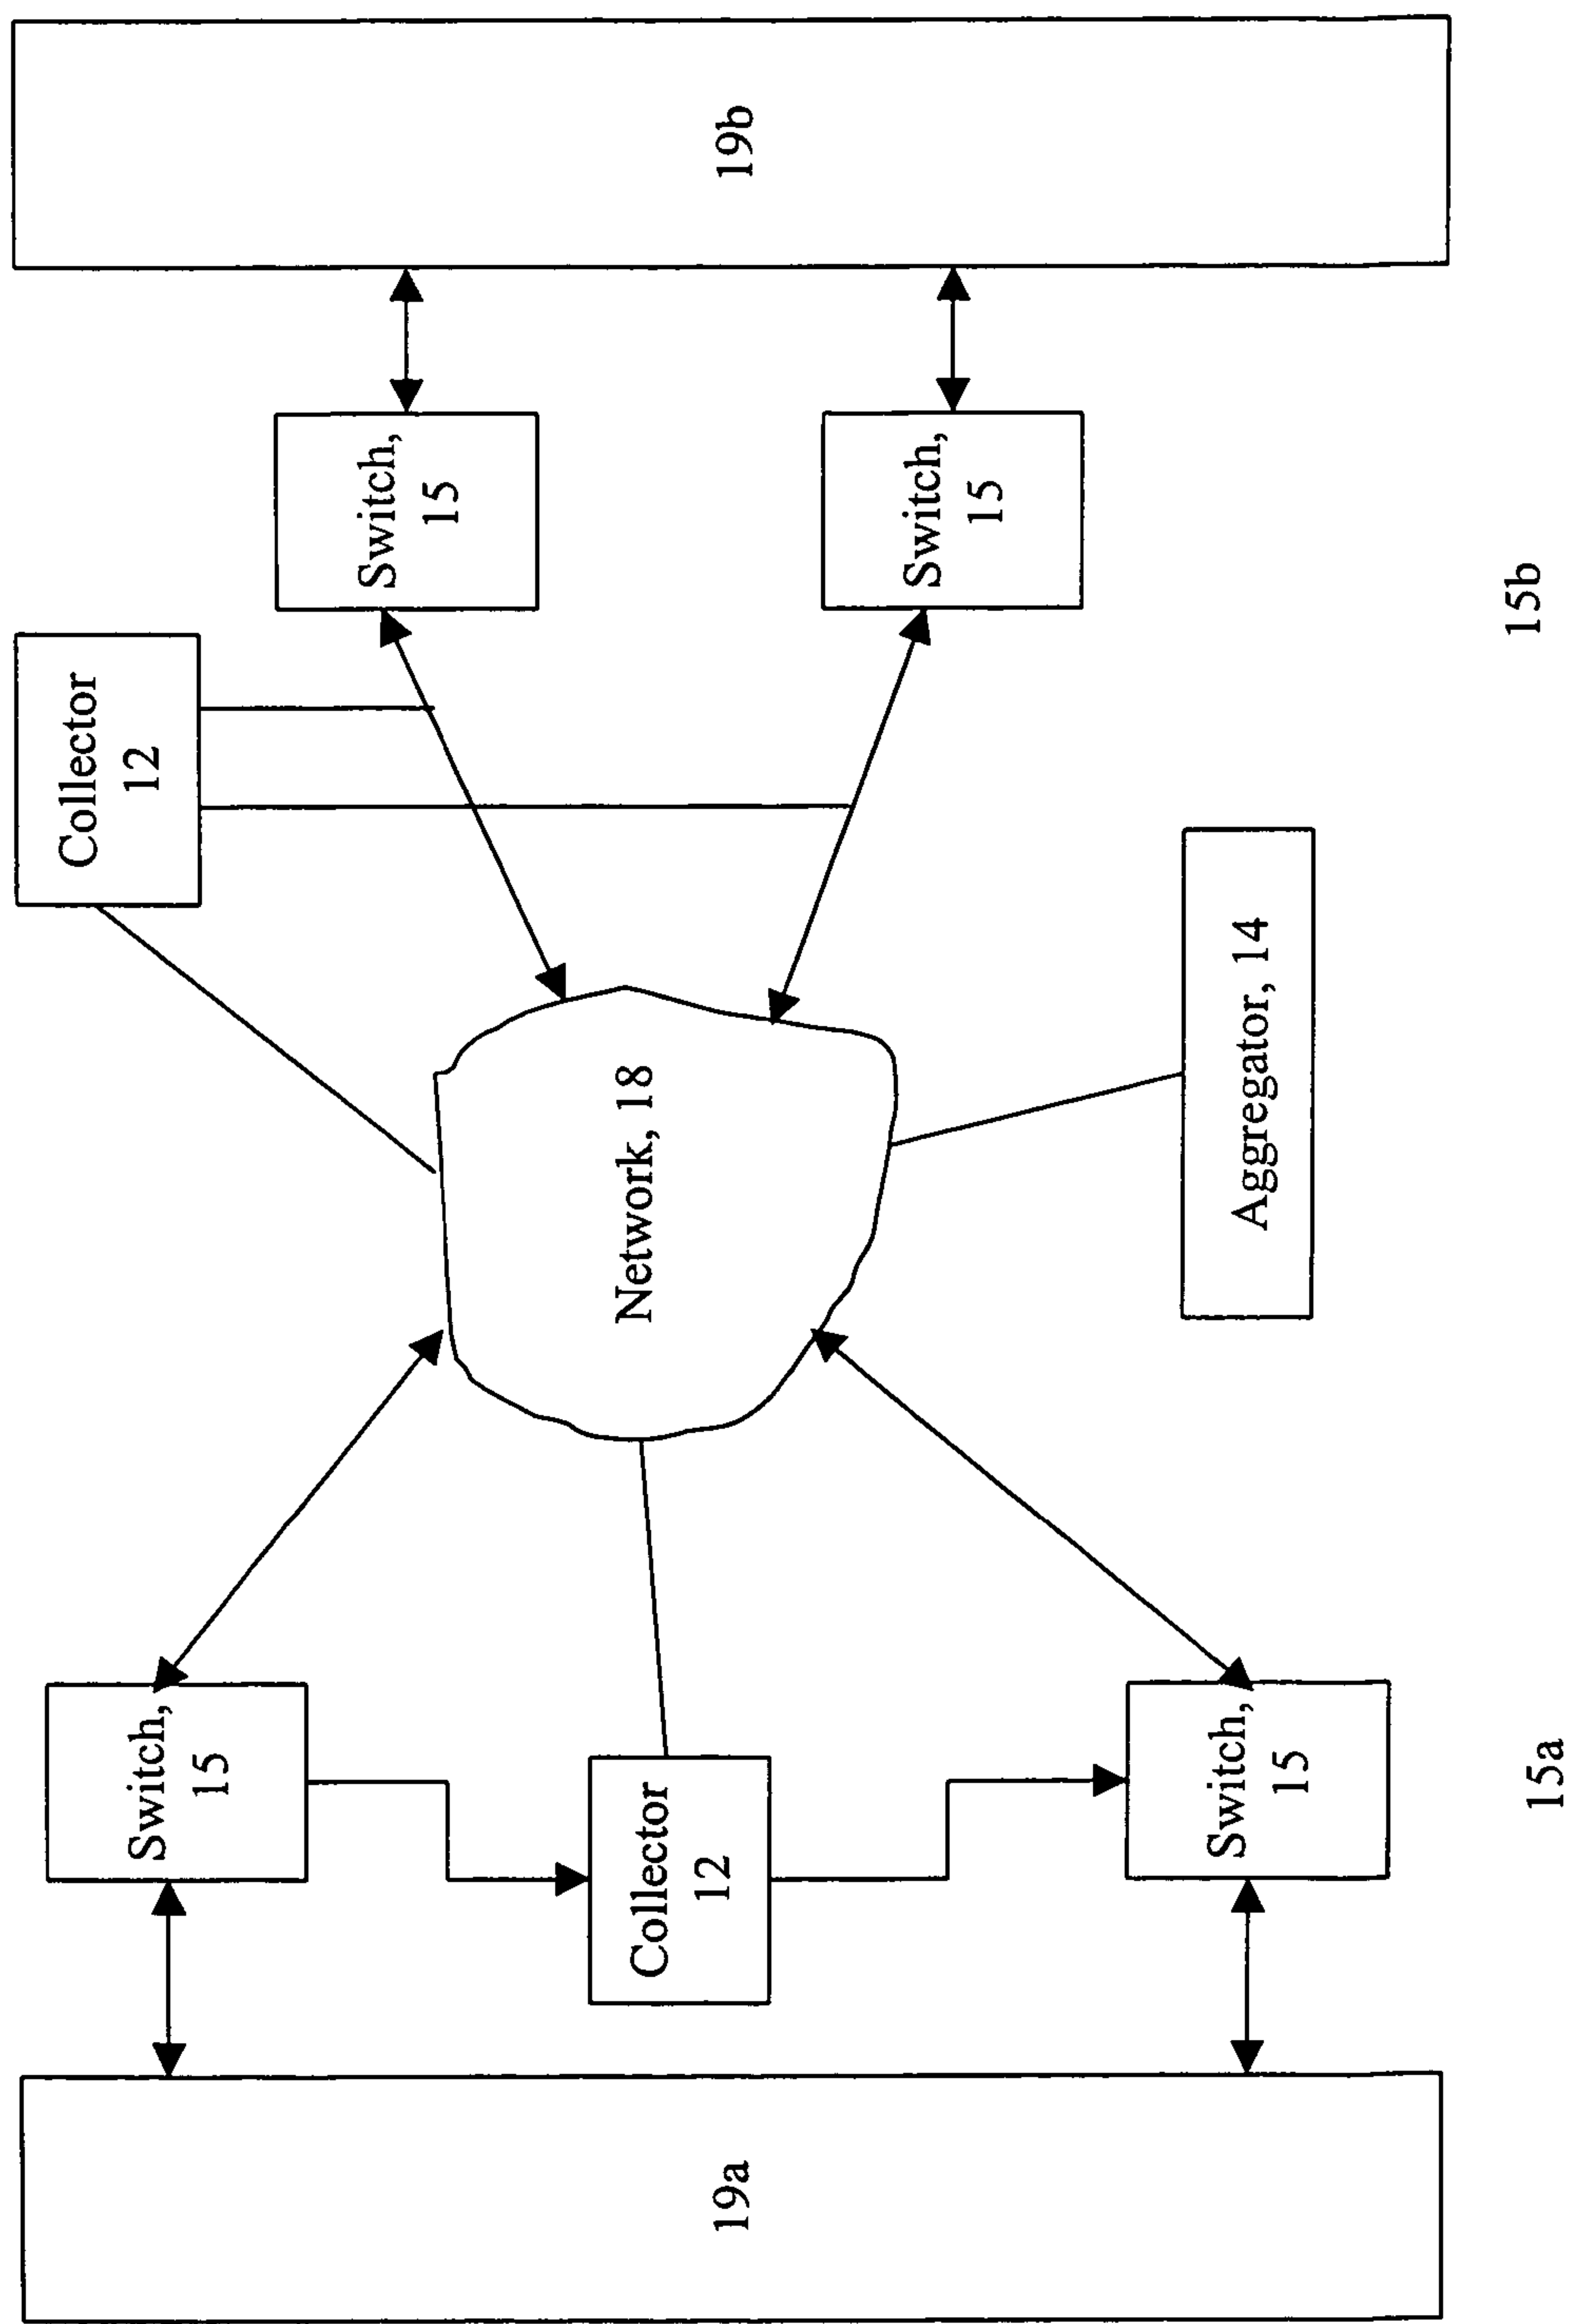 19a
Switch,
15
Collector
12
Switch,
15
15a
Network, 18
Aggregator, 14
Collector
12
Switch,
15
Switch,
15
15b
19b